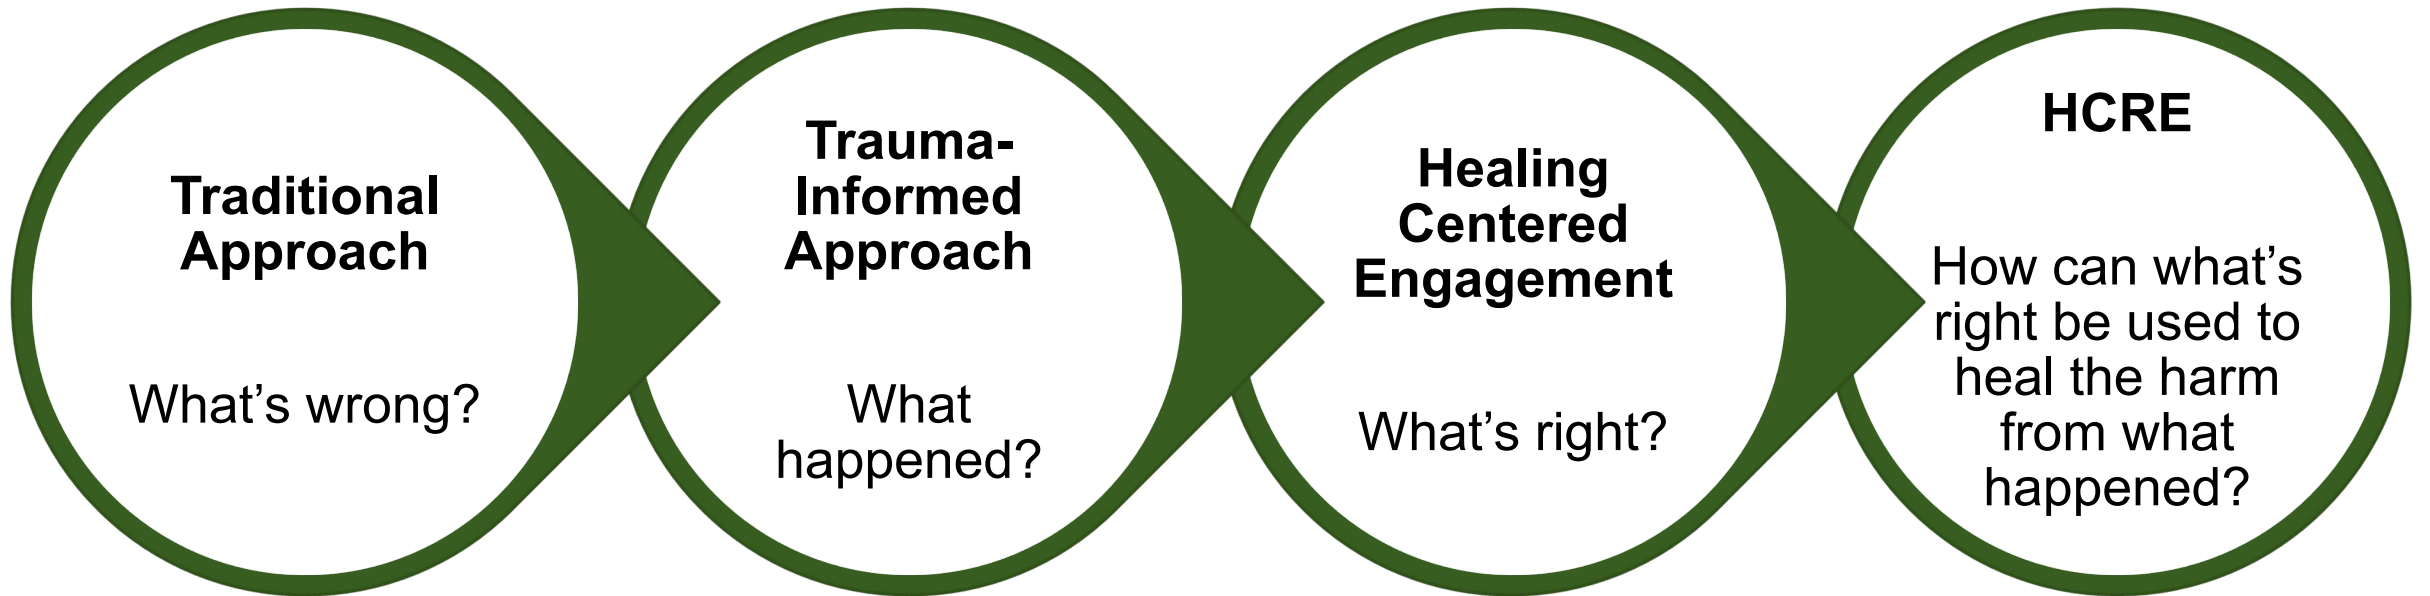 Traditional
Approach
What’s wrong?
Trauma-
Informed
Approach
What
happened?
Healing
Centered
Engagement
What’s right?
HCRE
How can what’s
right be used to
heal the harm
from what
happened?